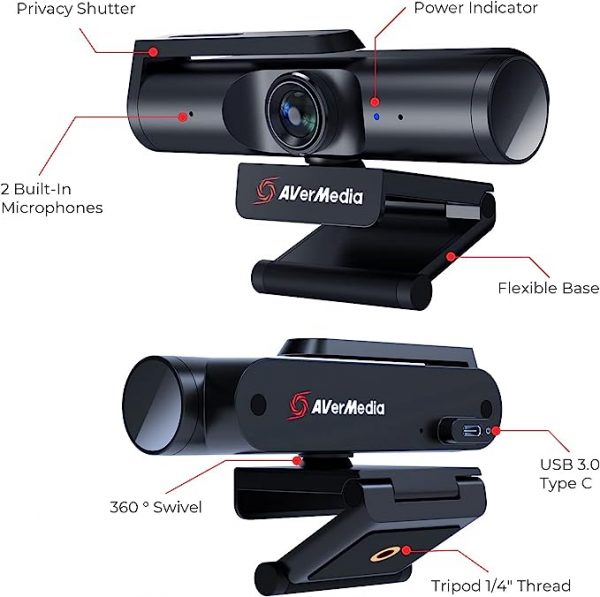 Privacy Shutter
Power Indicator
2 Built-In
Microphones
AVerMedia
Flexible Base
AVerMedia
USB 3.0
Type C
360 ° Swivel
Tripod 1/4" Thread